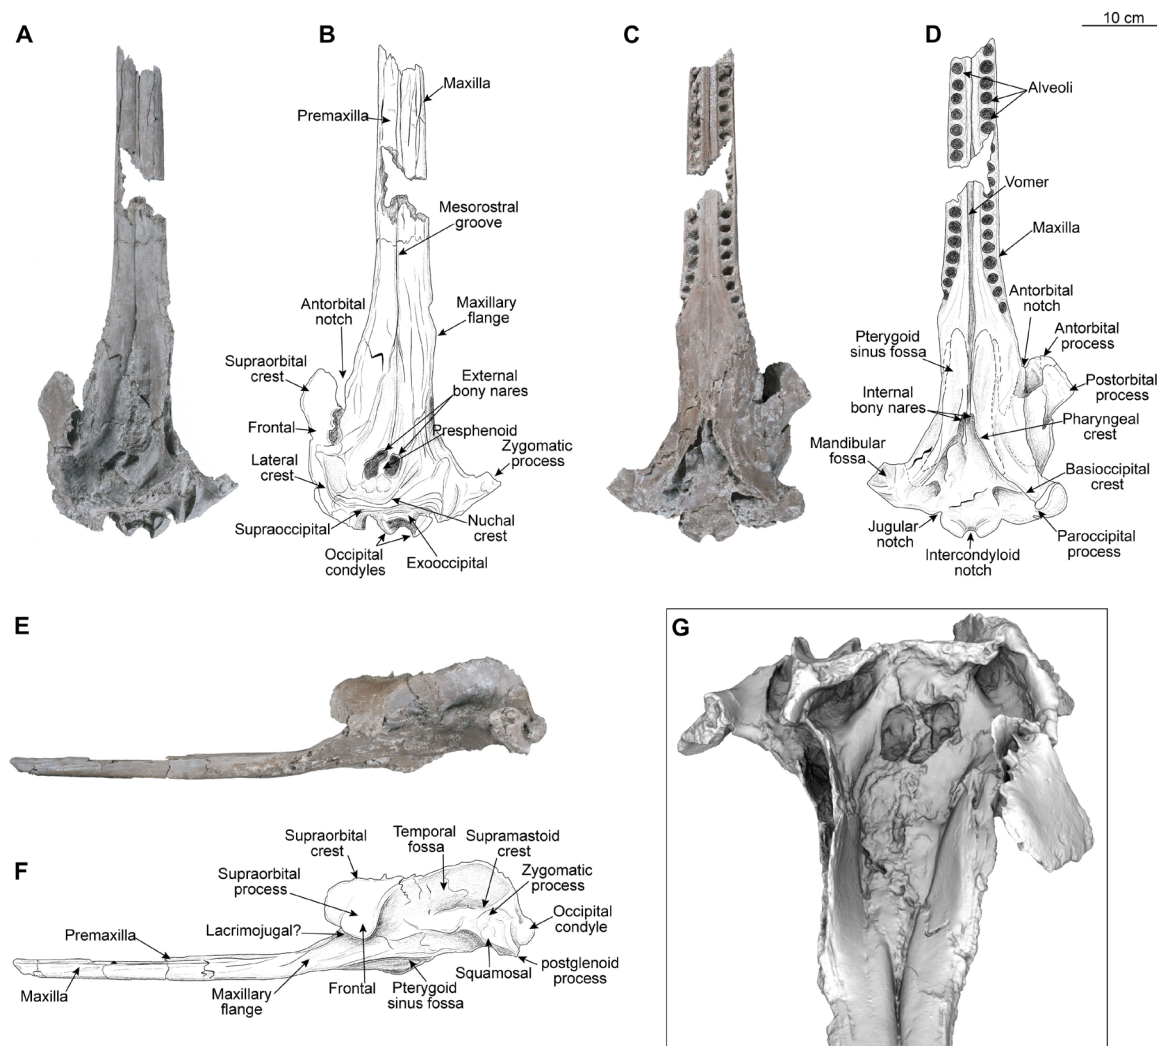 A
B
C
D
10 cm
Maxilla
Premaxilla
Mesorostral
groove
Antorbital
notch
Maxillary
flange
Supraorbital
crest
External
bony nares
Frontal
Presphenoid
Zygomatic
process
Lateral
crest
Supraoccipital
Nuchal
crest
Occipital
condyles
Exooccipital
Alveoli
Vomer
Maxilla
Antorbital
notch
Antorbital
process
Pterygoid
sinus fossa
Postorbital
process
Internal
bony nares
Pharyngeal
crest
Mandibular
fossa
Basioccipital
crest
Jugular
notch
Paroccipital
process
Intercondyloid
notch
E
G
F
Supraorbital
crest
Temporal
fossa
Supramastoid
crest
Supraorbital
process
Zygomatic
process
Lacrimojugal?
Occipital
condyle
Premaxilla
Maxilla
Maxillary
flange
Frontal
Pterygoid
sinus fossa
Squamosal
postglenoid
process